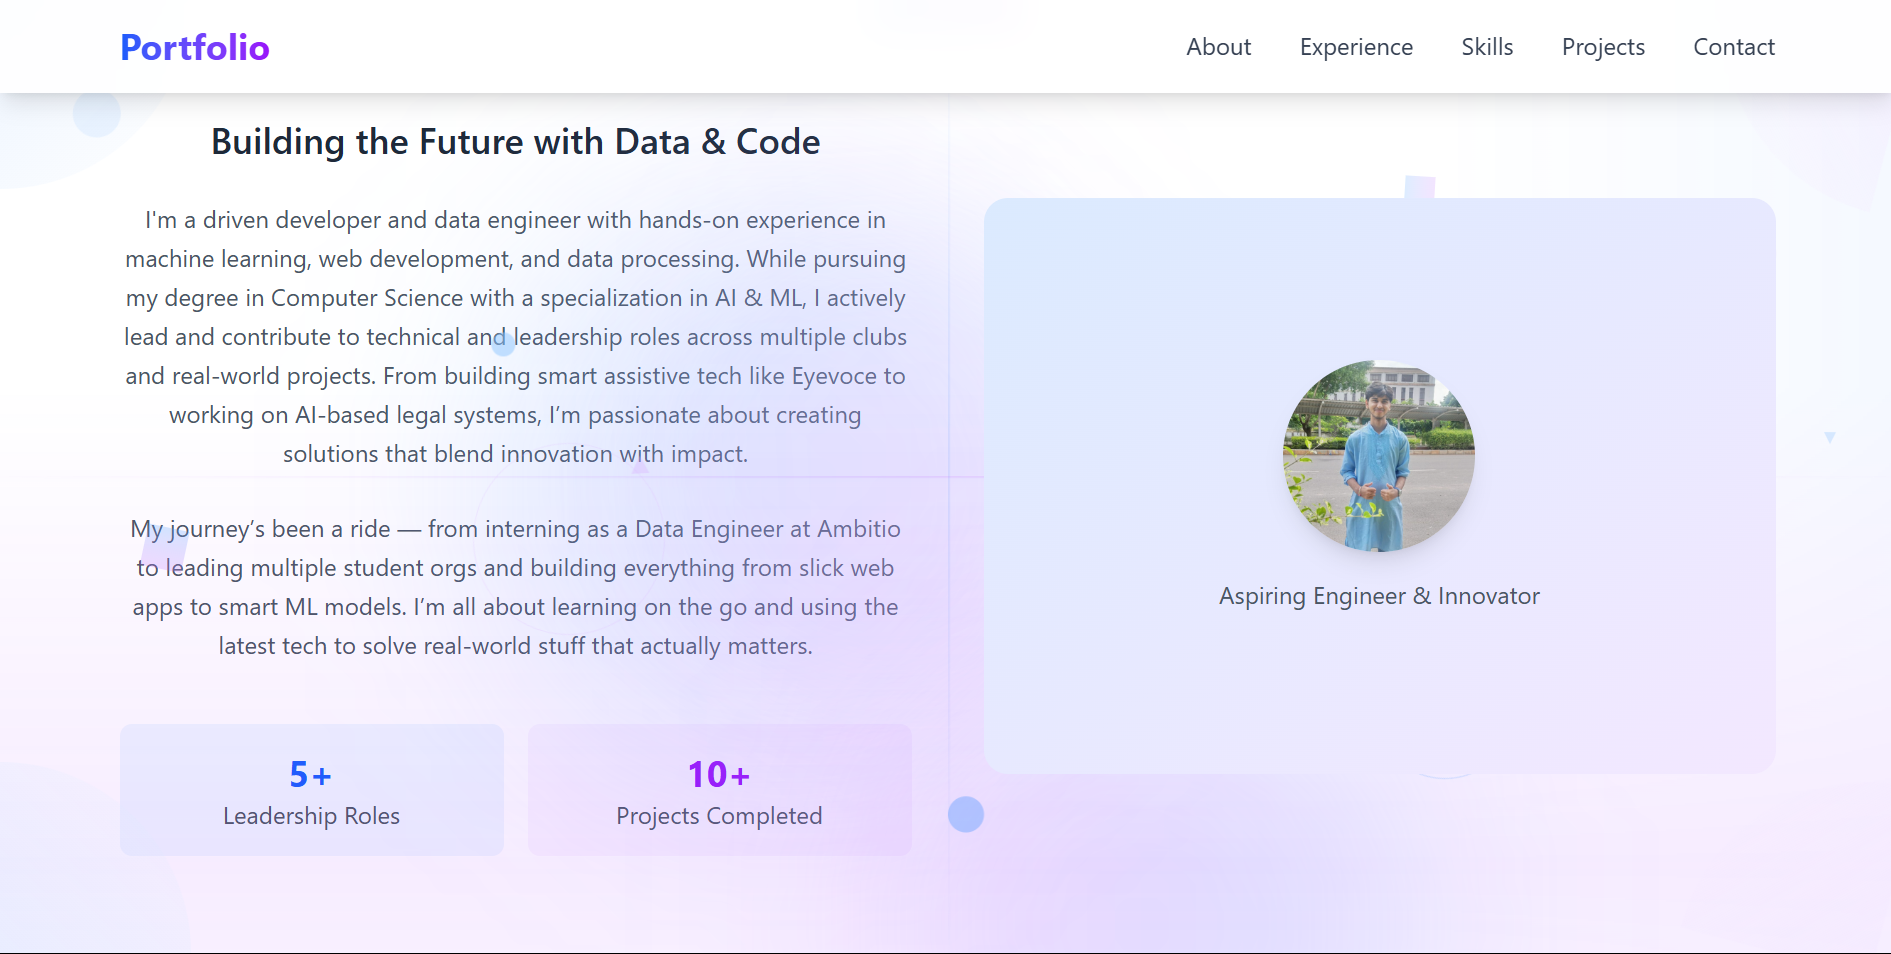 Portfolio
About
Experience
Skills
Projects
Contact
Building the Future with Data & Code
I'm a driven developer and data engineer with hands-on experience in
machine learning, web development, and data processing. While pursuing
my degree in Computer Science with a specialization in AI & ML, I actively
lead and contribute to technical and leadership roles across multiple clubs
and real-world projects. From building smart assistive tech like Eyevoce to
working on AI-based legal systems, I’m passionate about creating
solutions that blend innovation with impact.
My journey’s been a ride — from interning as a Data Engineer at Ambitio
to leading multiple student orgs and building everything from slick web
apps to smart ML models. I’m all about learning on the go and using the
latest tech to solve real-world stuff that actually matters.
5+
Leadership Roles
10+
Projects Completed
Aspiring Engineer & Innovator